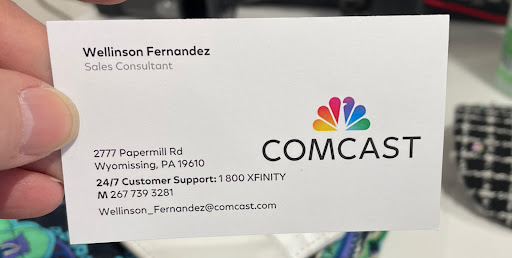 Wellinson Fernandez
Sales Consultant
COMCAST
2777 Papermill Rd
Wyomissing, PA 19610
24/7 Customer Support: 1 800 XFINITY
M 267 739 3281
Wellinson_Fernandez@comcast.com